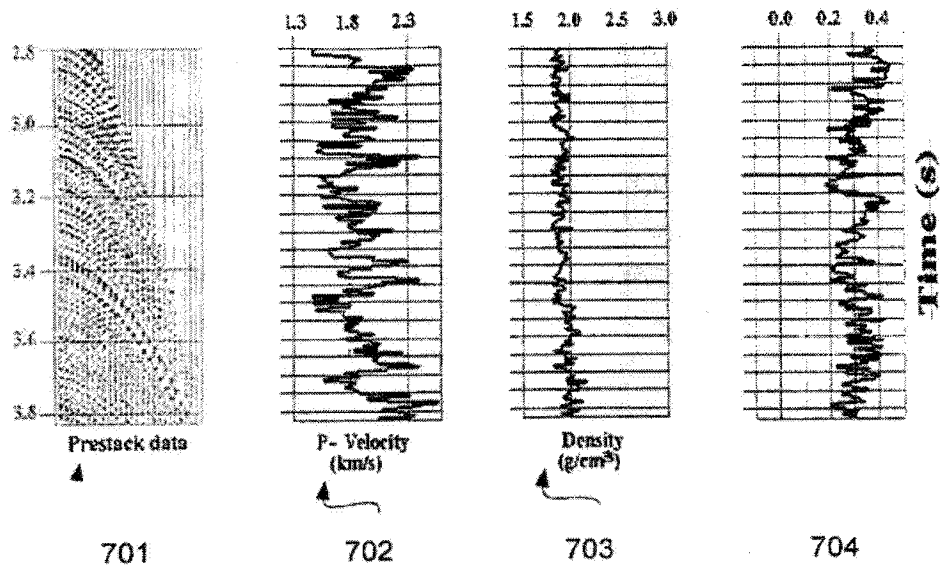 1.3 1.8 2.3
1.5 2.0 3.0
0.0 0.2 0.4
2.8
3.0
3.2
3.4
3.6
3.8
Time (s)
Prestack data
P- Velocity
(km/s)
Density
(g/cm³)
701
702
703
704